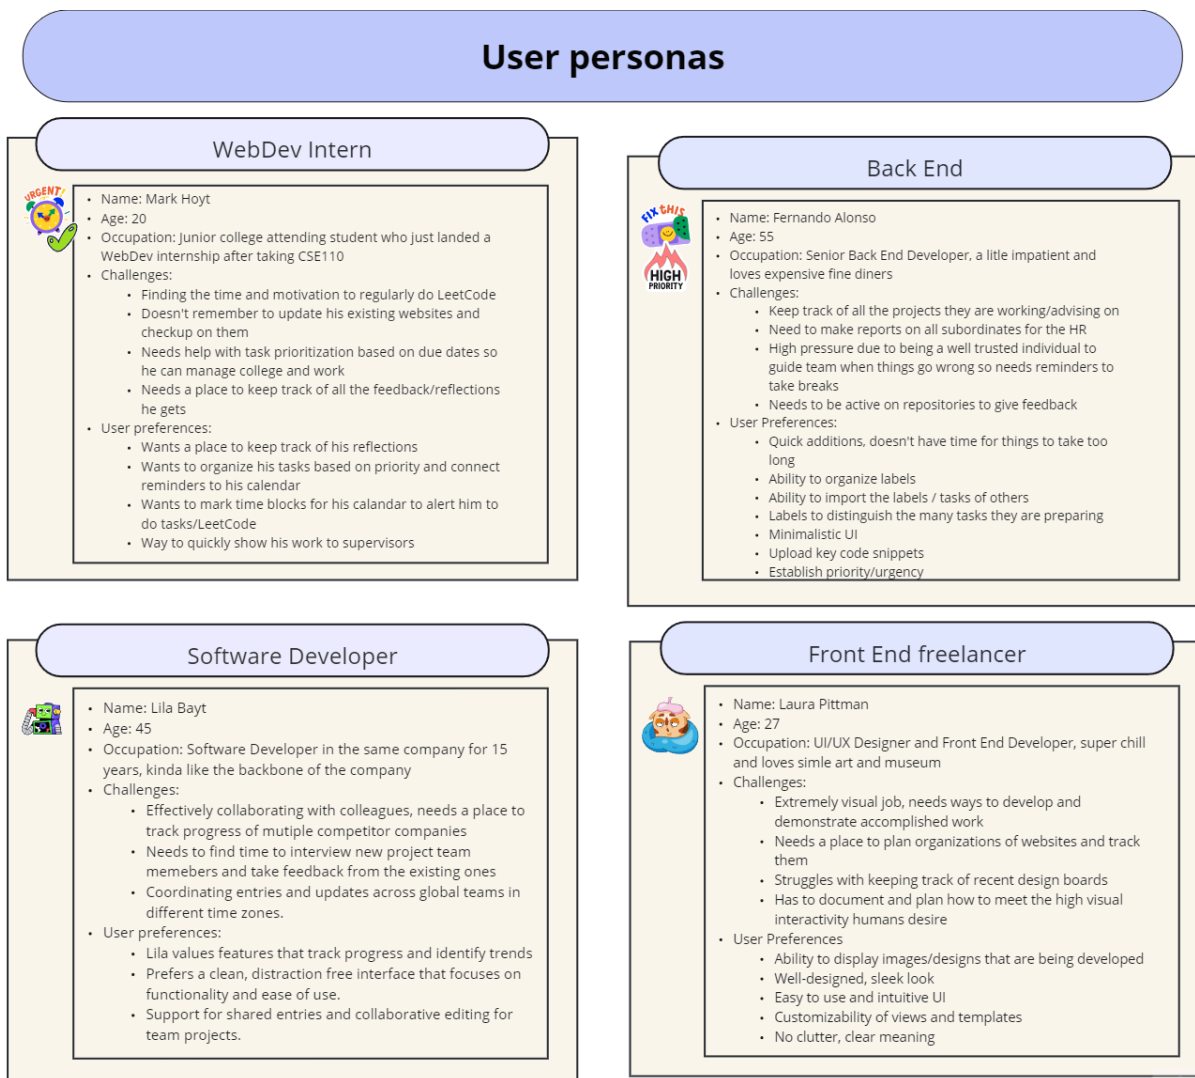 User personas
WebDev Intern
URGENT!
• Name: Mark Hoyt
• Age: 20
• Occupation: Junior college attending student who just landed a
WebDev internship after taking CSE110
• Challenges:
• Finding the time and motivation to regularly do LeetCode
• Doesn't remember to update his existing websites and
checkup on them
• Needs help with task prioritization based on due dates so
he can manage college and work
• Needs a place to keep track of all the feedback/reflections
he gets
• User preferences:
• Wants a place to keep track of his reflections
• Wants to organize his tasks based on priority and connect
reminders to his calendar
• Wants to mark time blocks for his calandar to alert him to
do tasks/LeetCode
• Way to quickly show his work to supervisors
Back End
FIX THIS
HIGH
PRIORITY
• Name: Fernando Alonso
• Age: 55
• Occupation: Senior Back End Developer, a litle impatient and
loves expensive fine diners
• Challenges:
• Keep track of all the projects they are working/advising on
• Need to make reports on all subordinates for the HR
• High pressure due to being a well trusted individual to
guide team when things go wrong so needs reminders to
take breaks
• Needs to be active on repositories to give feedback
• User Preferences:
• Quick additions, doesn't have time for things to take too
long
• Ability to organize labels
• Ability to import the labels / tasks of others
• Labels to distinguish the many tasks they are preparing
• Minimalistic UI
• Upload key code snippets
• Establish priority/urgency
Software Developer
• Name: Lila Bayt
• Age: 45
• Occupation: Software Developer in the same company for 15
years, kinda like the backbone of the company
• Challenges:
• Effectively collaborating with colleagues, needs a place to
track progress of mutiple competitor companies
• Needs to find time to interview new project team
memebers and take feedback from the existing ones
• Coordinating entries and updates across global teams in
different time zones.
• User preferences:
• Lila values features that track progress and identify trends
• Prefers a clean, distraction free interface that focuses on
functionality and ease of use.
• Support for shared entries and collaborative editing for
team projects.
Front End freelancer
• Name: Laura Pittman
• Age: 27
• Occupation: UI/UX Designer and Front End Developer, super chill
and loves simle art and museum
• Challenges:
• Extremely visual job, needs ways to develop and
demonstrate accomplished work
• Needs a place to plan organizations of websites and track
them
• Struggles with keeping track of recent design boards
• Has to document and plan how to meet the high visual
interactivity humans desire
• User Preferences
• Ability to display images/designs that are being developed
• Well-designed, sleek look
• Easy to use and intuitive UI
• Customizability of views and templates
• No clutter, clear meaning